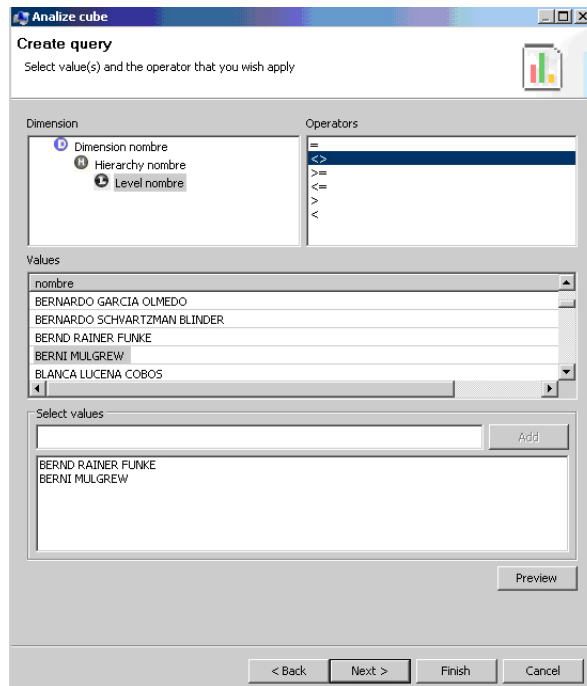 Analize cube
Create query
Select value(s) and the operator that you wish apply
Dimension
Operators
D Dimension nombre
H Hierarchy nombre
L Level nombre
=
<>
>=
<=
>
<
Values
nombre
BERNARDO GARCIA OLMEDO
BERNARDO SCHVARTZMAN BLINDER
BERND RAINER FUNKE
BERNI MULGREW
BLANCA LUCENA COBOS
Select values
Add
BERND RAINER FUNKE
BERNI MULGREW
Preview
< Back Next > Finish Cancel